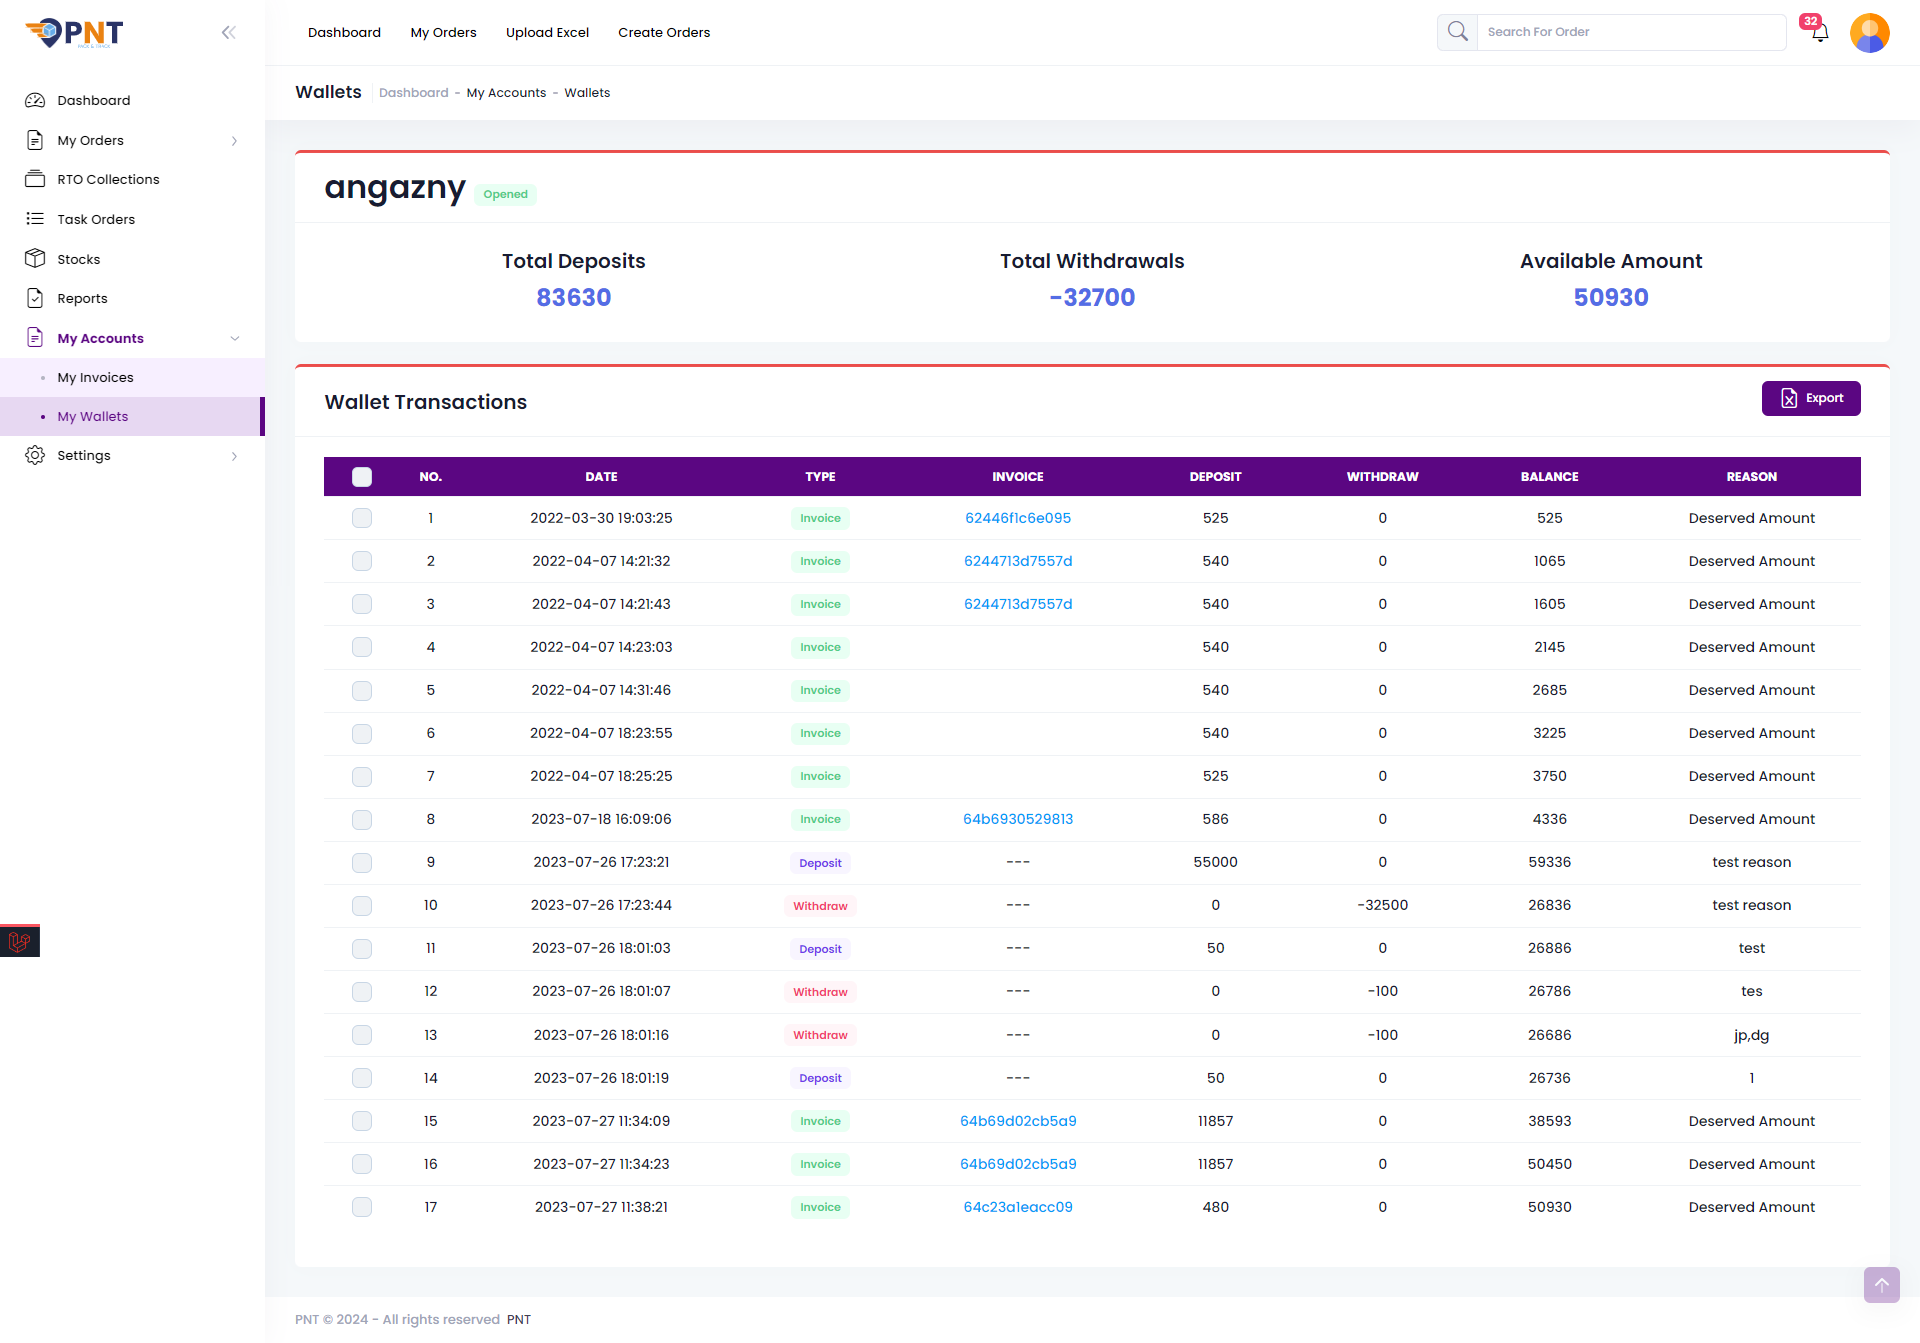 PNT
PACK & TRACK
Dashboard My Orders Upload Excel Create Orders
Search For Order
32
Wallets Dashboard - My Accounts - Wallets
Dashboard
My Orders
RTO Collections
Task Orders
Stocks
Reports
My Accounts
My Invoices
My Wallets
Settings
angazny Opened
Total Deposits Total Withdrawals Available Amount
83630 -32700 50930
Wallet Transactions Export
NO. DATE TYPE INVOICE DEPOSIT WITHDRAW BALANCE REASON
1 2022-03-30 19:03:25 Invoice 62446f1c6e095 525 0 525 Deserved Amount
2 2022-04-07 14:21:32 Invoice 6244713d7557d 540 0 1065 Deserved Amount
3 2022-04-07 14:21:43 Invoice 6244713d7557d 540 0 1605 Deserved Amount
4 2022-04-07 14:23:03 Invoice 540 0 2145 Deserved Amount
5 2022-04-07 14:31:46 Invoice 540 0 2685 Deserved Amount
6 2022-04-07 18:23:55 Invoice 540 0 3225 Deserved Amount
7 2022-04-07 18:25:25 Invoice 525 0 3750 Deserved Amount
8 2023-07-18 16:09:06 Invoice 64b6930529813 586 0 4336 Deserved Amount
9 2023-07-26 17:23:21 Deposit --- 55000 0 59336 test reason
10 2023-07-26 17:23:44 Withdraw --- 0 -32500 26836 test reason
11 2023-07-26 18:01:03 Deposit --- 50 0 26886 test
12 2023-07-26 18:01:07 Withdraw --- 0 -100 26786 tes
13 2023-07-26 18:01:16 Withdraw --- 0 -100 26686 jp,dg
14 2023-07-26 18:01:19 Deposit --- 50 0 26736 1
15 2023-07-27 11:34:09 Invoice 64b69d02cb5a9 11857 0 38593 Deserved Amount
16 2023-07-27 11:34:23 Invoice 64b69d02cb5a9 11857 0 50450 Deserved Amount
17 2023-07-27 11:38:21 Invoice 64c23a1eacc09 480 0 50930 Deserved Amount
PNT © 2024 - All rights reserved PNT